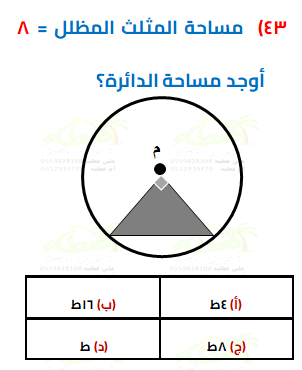 ٤٣) مساحة المثلث المظلل = ٨
أوجد مساحة الدائرة؟
م
(أ) ٤ط
(ب) ١٦ط
(ج) ٨ط
(د) ط